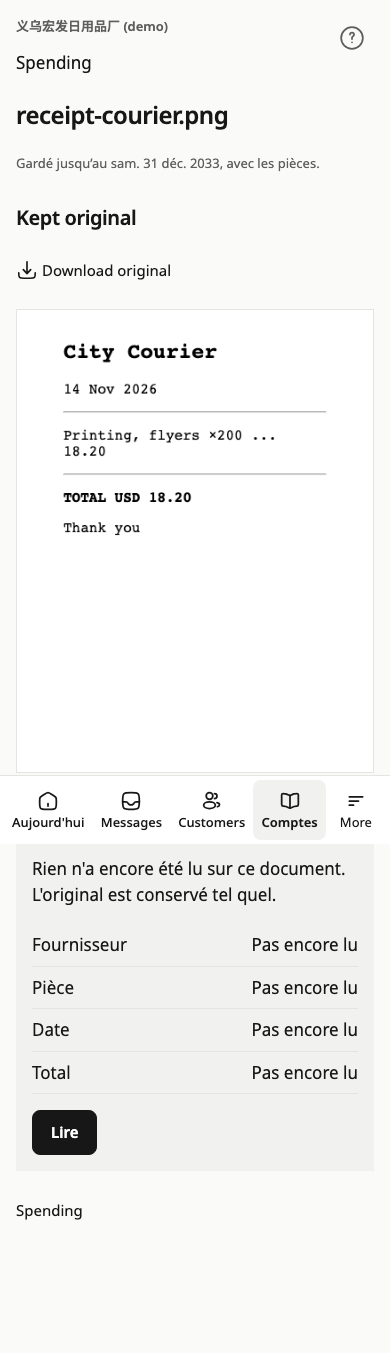 义乌宏发日用品厂 (demo)
Spending
receipt-courier.png
Gardé jusqu'au sam. 31 déc. 2033, avec les pièces.
Kept original
Download original
City Courier
14 Nov 2026
Printing, flyers ×200 ...
18.20
TOTAL USD 18.20
Thank you
Aujourd'hui
Messages
Customers
Comptes
More
Rien n'a encore été lu sur ce document.
L'original est conservé tel quel.
Fournisseur Pas encore lu
Pièce Pas encore lu
Date Pas encore lu
Total Pas encore lu
Lire
Spending